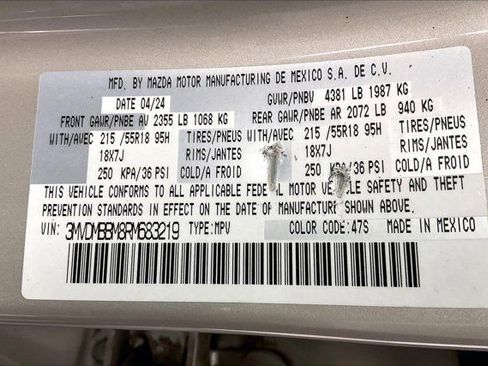 MFD. BY MAZDA MOTOR MANUFACTURING DE MEXICO S.A. DE C.V.
DATE 04/24 GVWR/PNBV 4381 LB 1987 KG
FRONT GAWR/PNBE AV 2355 LB 1068 KG REAR GAWR/PNBE AR 2072 LB 940 KG
WITH/AVEC 215 /55R18 95H TIRES/PNEUS WITH/AVEC 215 /55R18 95H TIRES/PNEUS
18X7J RIMS/JANTES 18X7J RIMS/JANTES
250 KPA/36 PSI COLD/A FROID 250 KPA/36 PSI COLD/A FROID
THIS VEHICLE CONFORMS TO ALL APPLICABLE FEDERAL MOTOR VEHICLE SAFETY AND THEFT
PREVENTION STANDARDS IN EFFECT ON THE DATE OF MANUFACTURE SHOWN ABOVE.
VIN: 3MVDMBBM8RM683219 TYPE:MPV COLOR CODE:47S MADE IN MEXICO